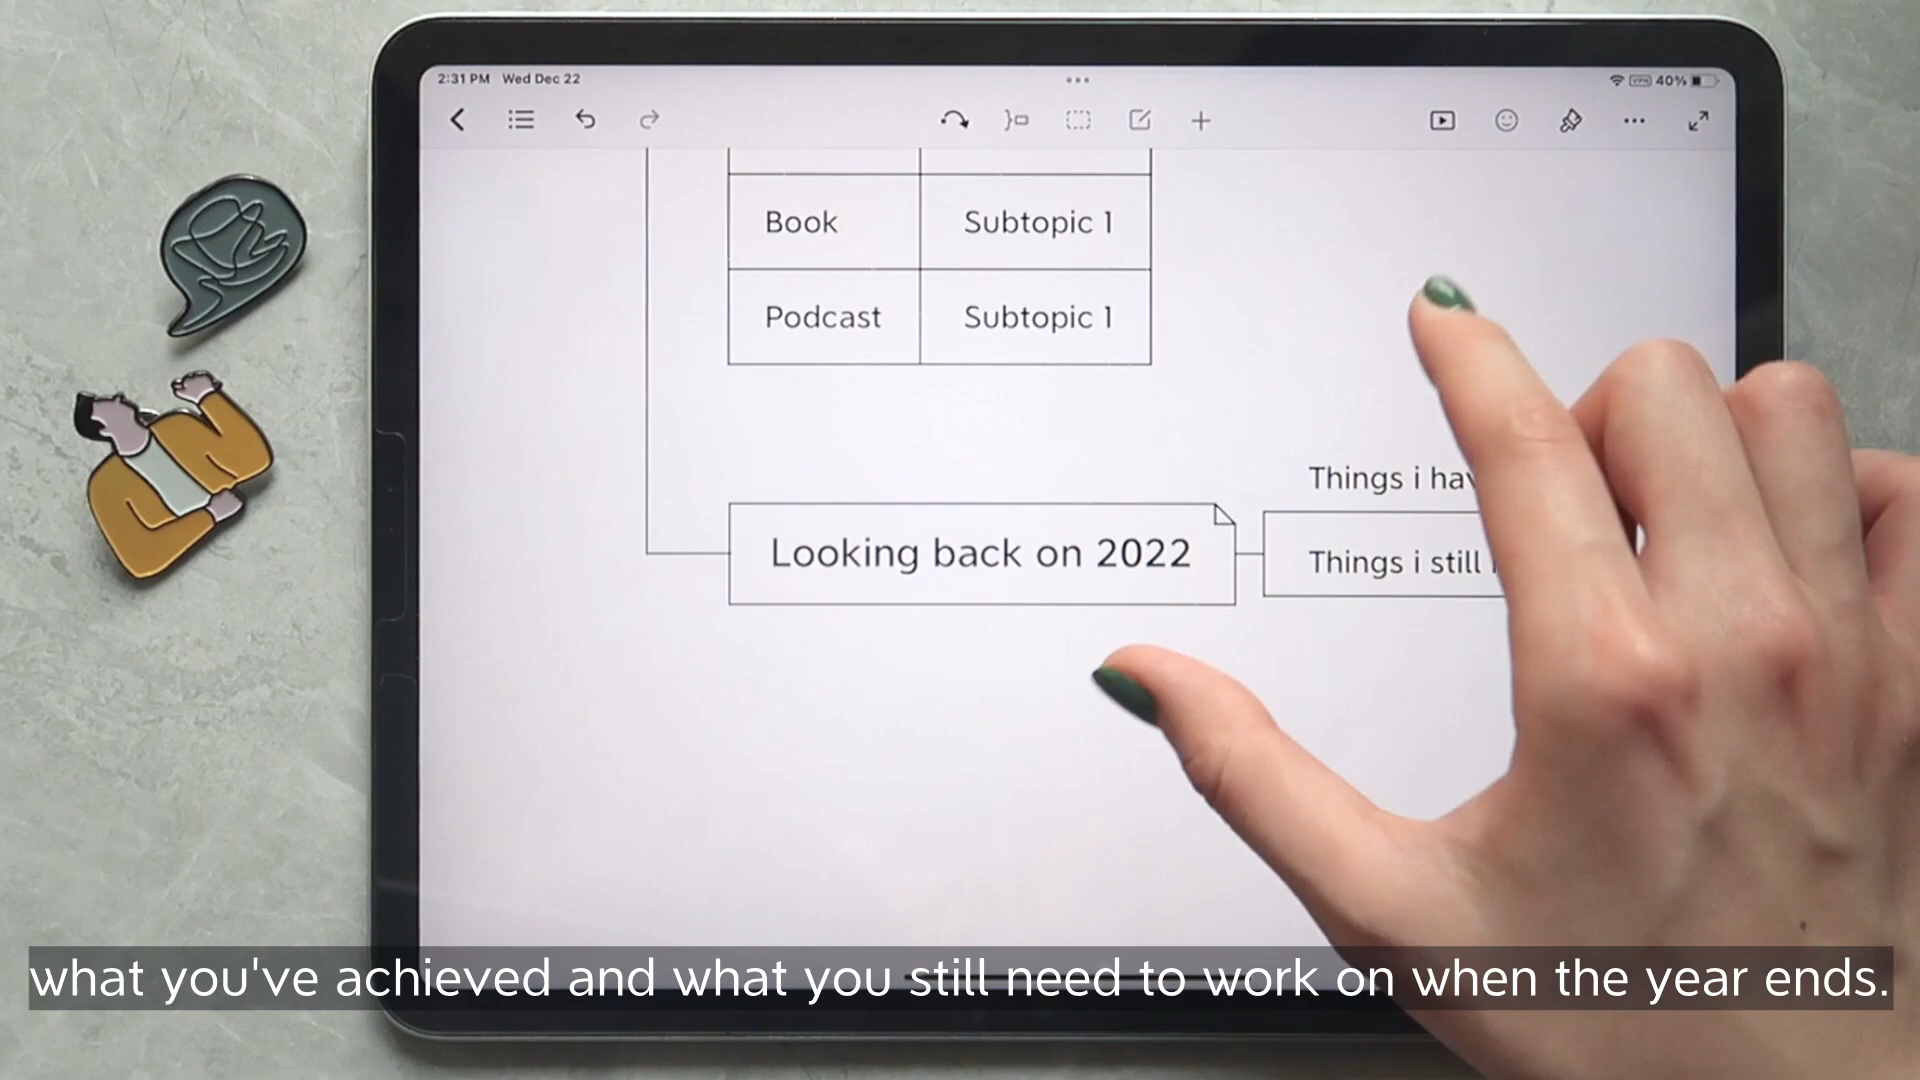 2:31 PM Wed Dec 22
VPN 40%
Book Subtopic 1
Podcast Subtopic 1
Things i
Looking back on 2022
Things i still
what you've achieved and what you still need to work on when the year ends.